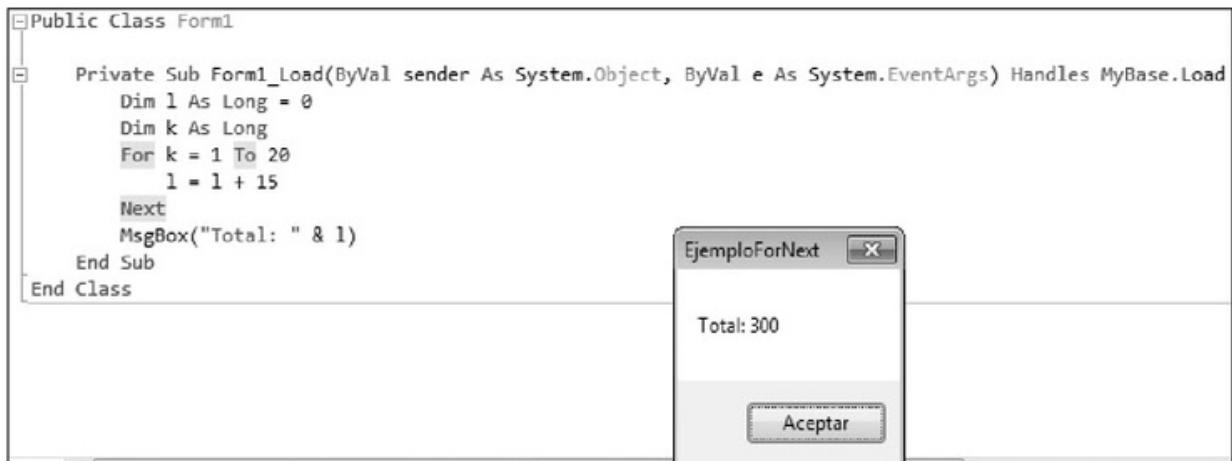 Public Class Form1
Private Sub Form1_Load(ByVal sender As System.Object, ByVal e As System.EventArgs) Handles MyBase.Load
Dim l As Long = 0
Dim k As Long
For k = 1 To 20
l = l + 15
Next
MsgBox("Total: " & l)
End Sub
End Class
EjemploForNext
Total: 300
Aceptar